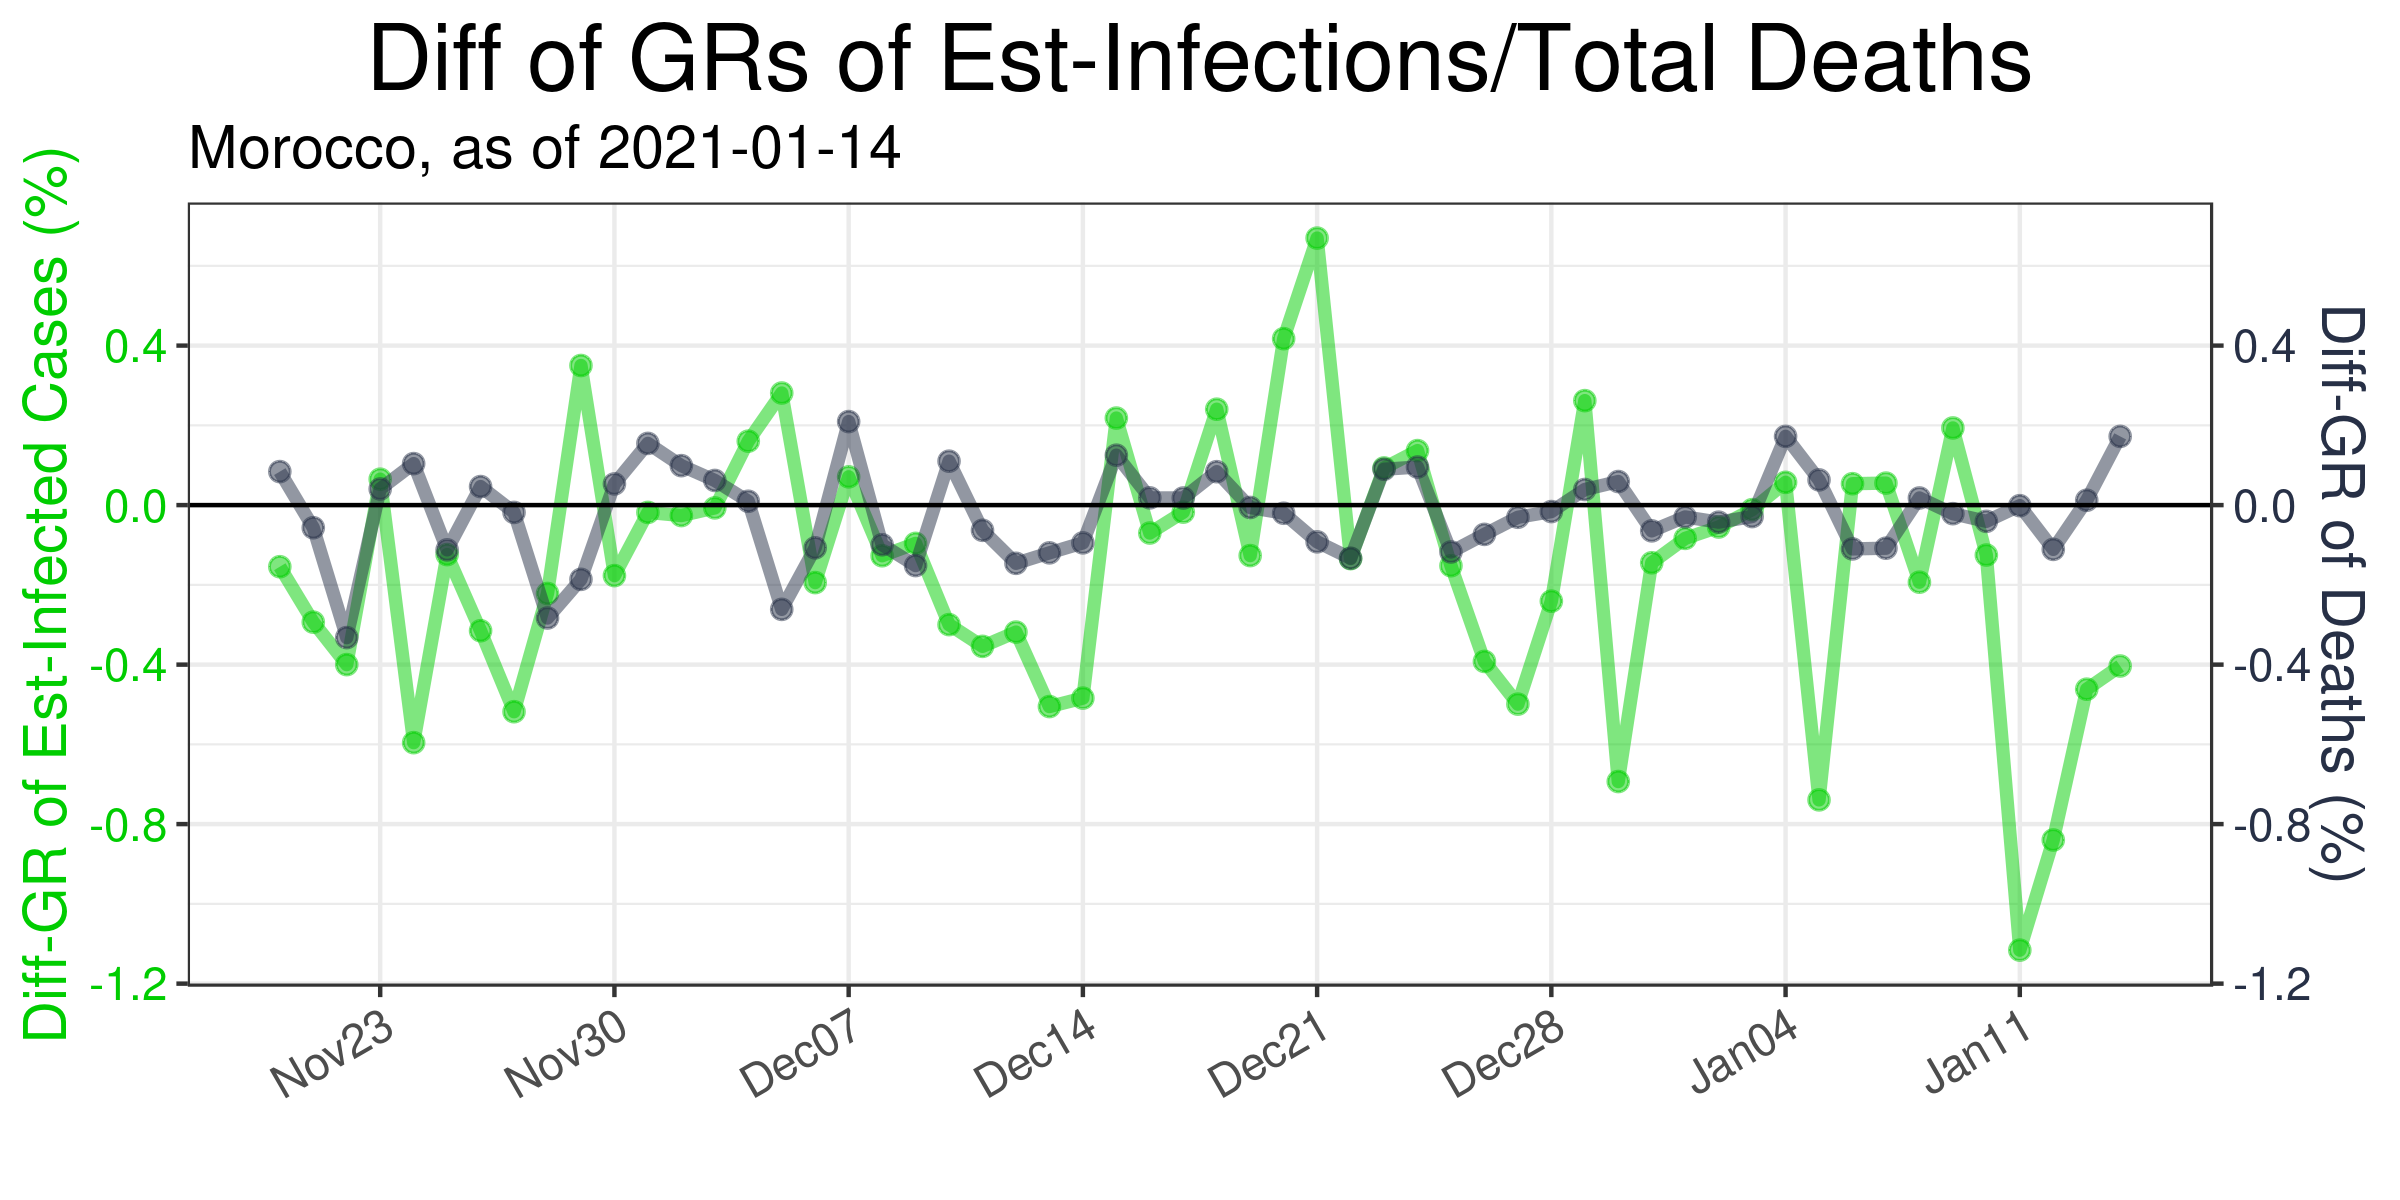 Diff of GRs of Est-Infections/Total Deaths
Morocco, as of 2021-01-14
Diff-GR of Est-Infected Cases (%)
0.4
0.0
-0.4
-0.8
-1.2
0.4
0.0
-0.4
-0.8
-1.2
Diff-GR of Deaths (%)
Nov23
Nov30
Dec07
Dec14
Dec21
Dec28
Jan04
Jan11